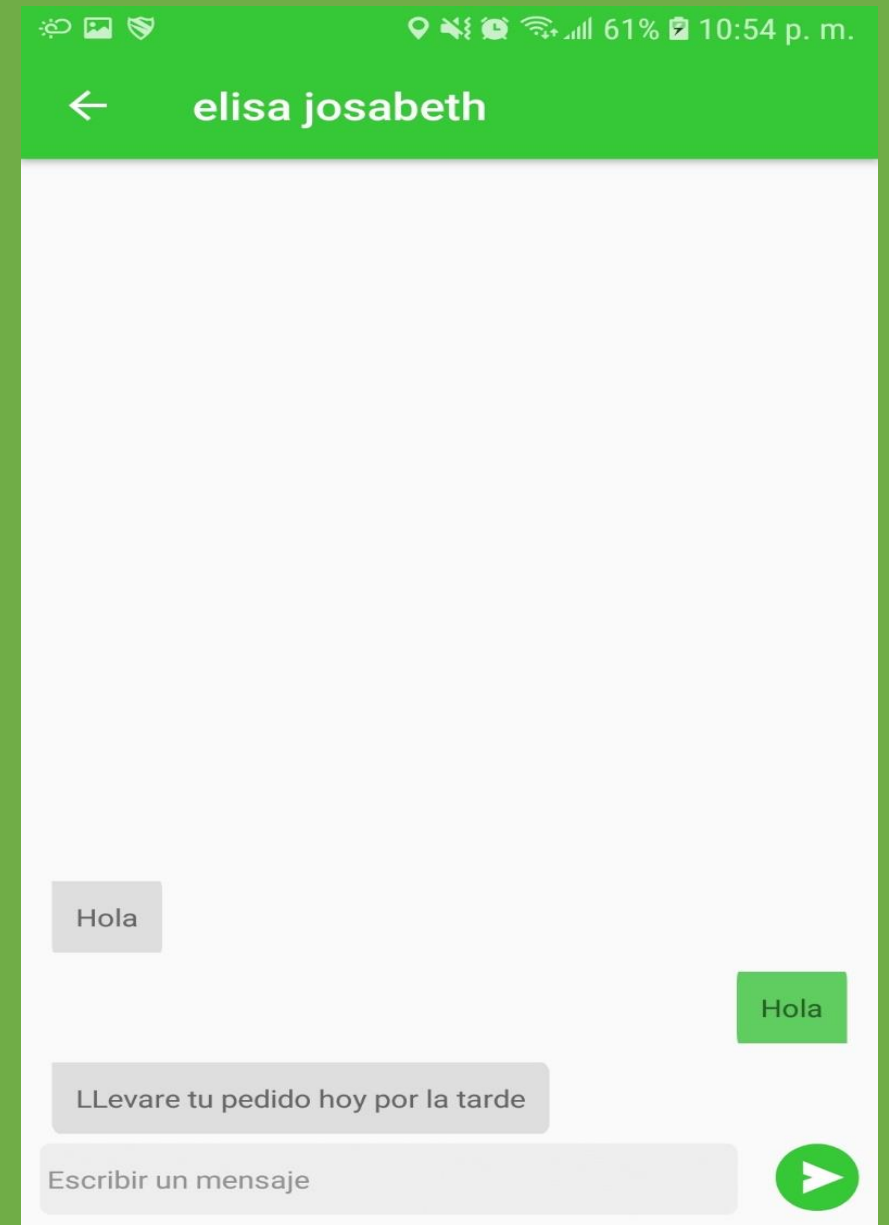 61% 10:54 p. m.
elisa josabeth
Hola
Hola
LLevare tu pedido hoy por la tarde
Escribir un mensaje